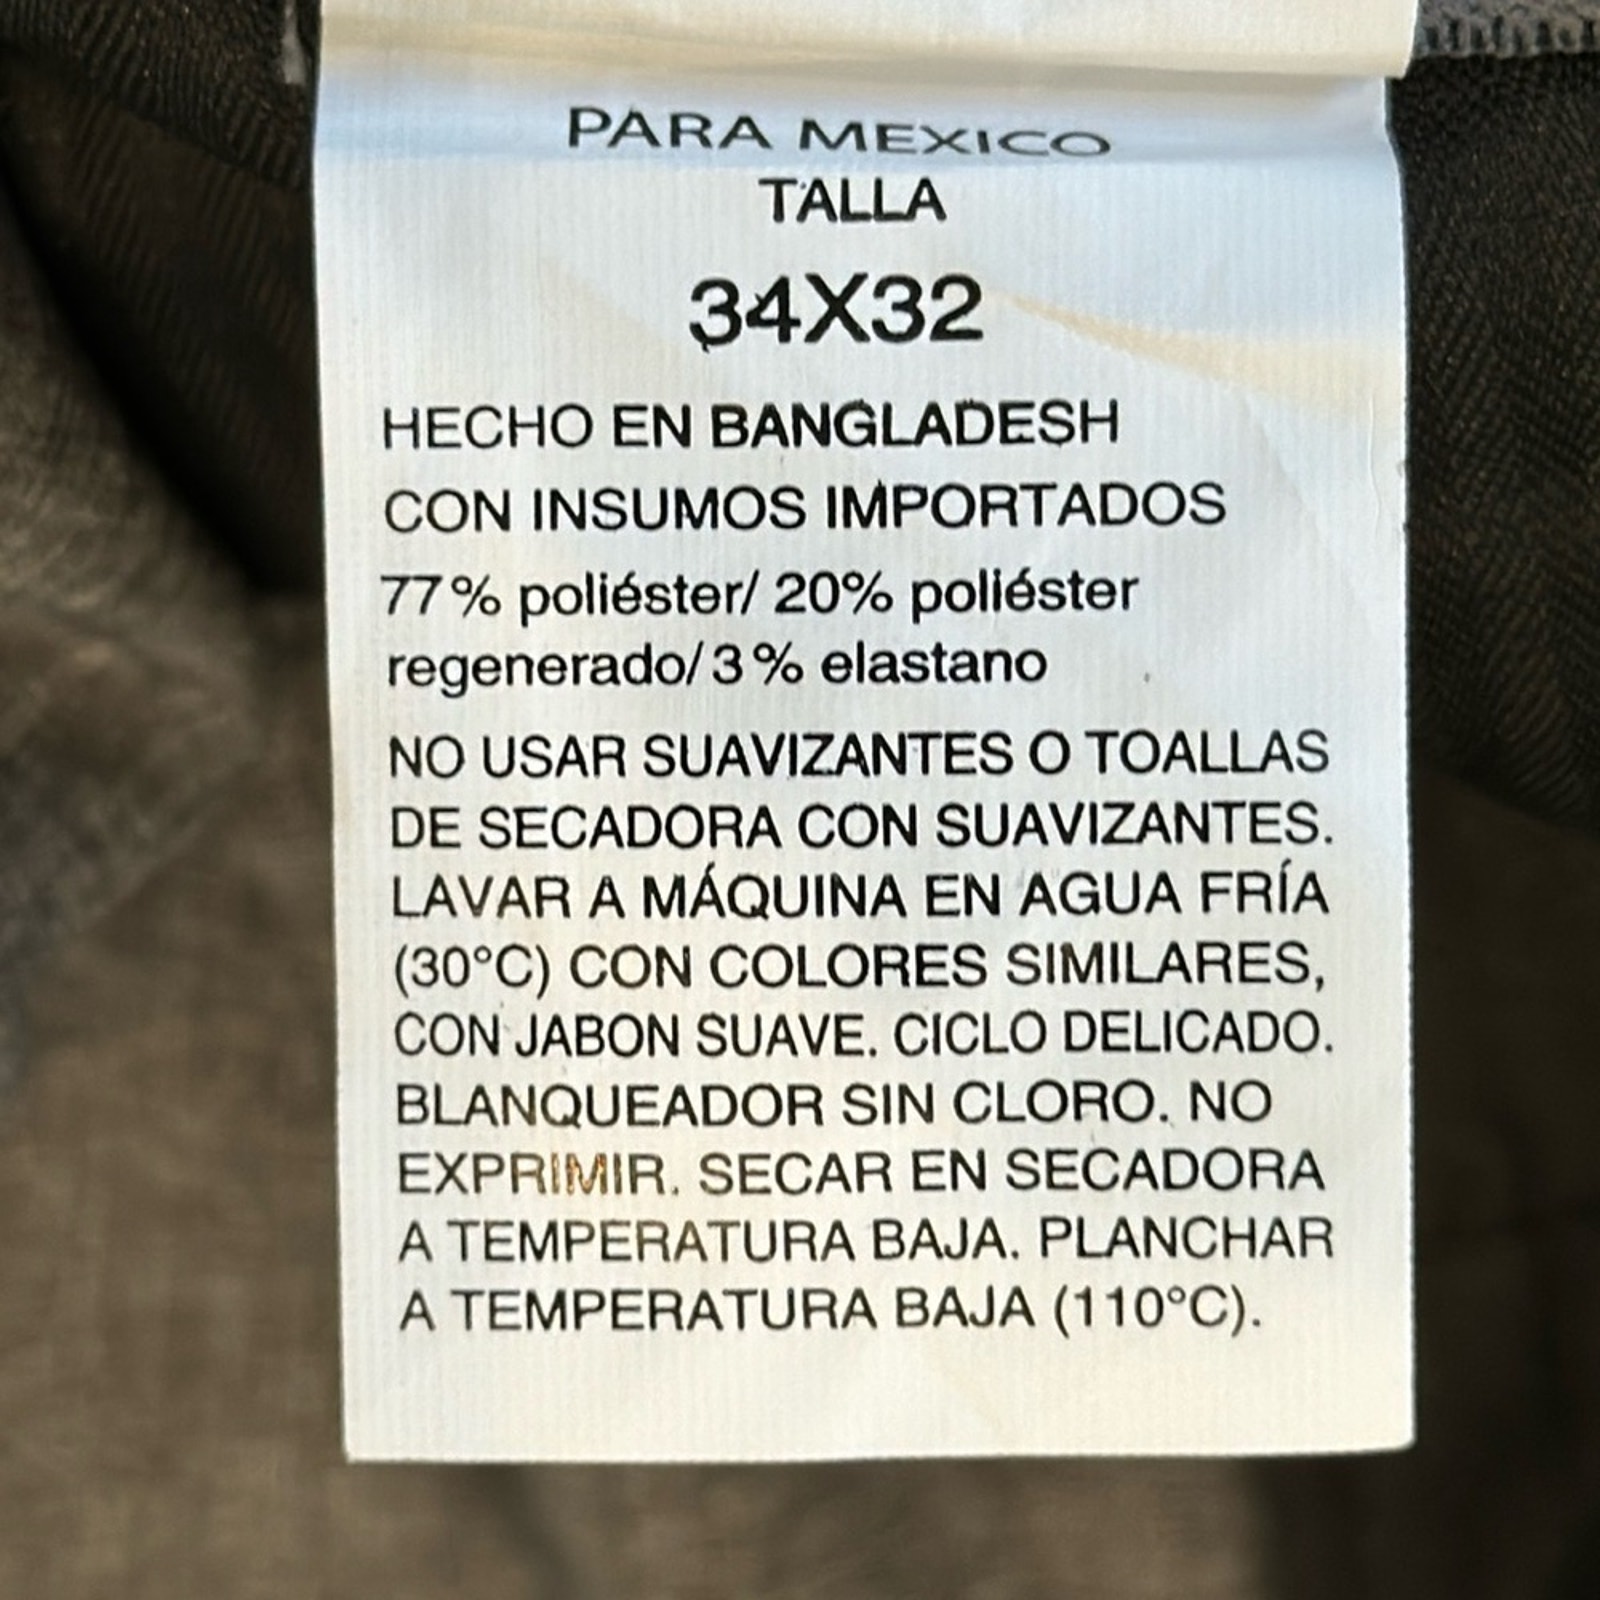 PARA MEXICO
TALLA
34X32
HECHO EN BANGLADESH
CON INSUMOS IMPORTADOS
77% poliéster/ 20% poliéster
regenerado/ 3% elastano
NO USAR SUAVIZANTES O TOALLAS
DE SECADORA CON SUAVIZANTES.
LAVAR A MÁQUINA EN AGUA FRÍA
(30°C) CON COLORES SIMILARES,
CON JABON SUAVE. CICLO DELICADO.
BLANQUEADOR SIN CLORO. NO
EXPRIMIR. SECAR EN SECADORA
A TEMPERATURA BAJA. PLANCHAR
A TEMPERATURA BAJA (110°C).